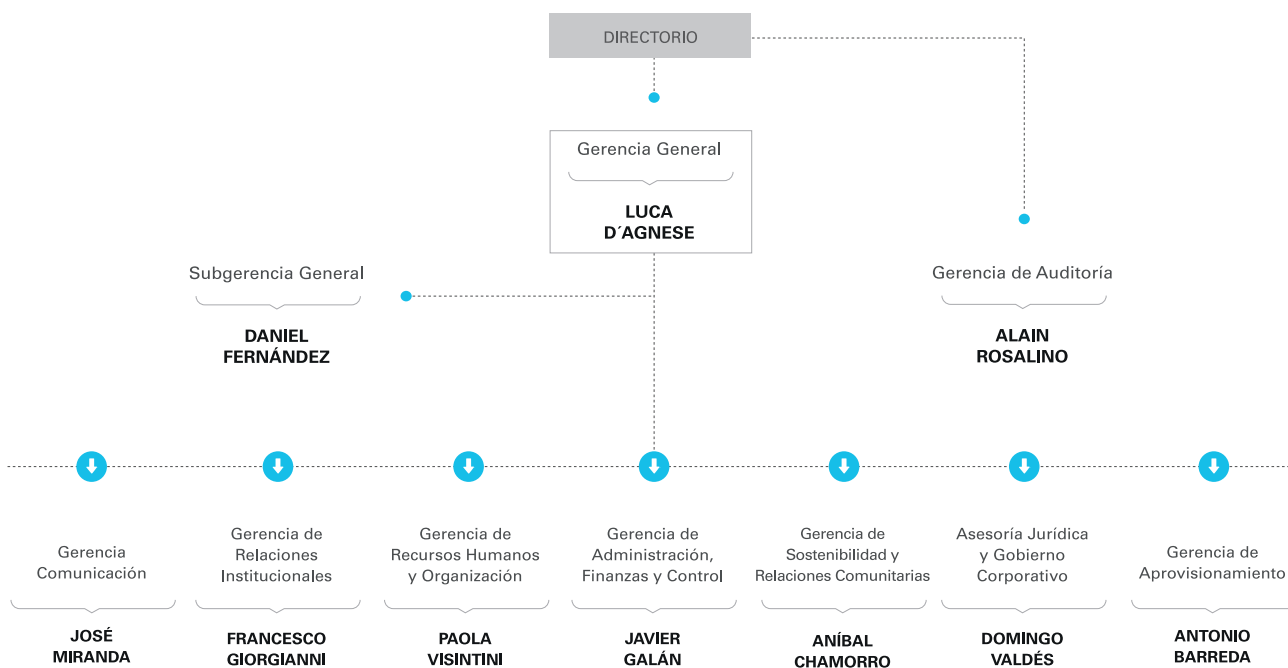 DIRECTORIO
Gerencia General
LUCA
D´AGNESE
Subgerencia General
DANIEL
FERNÁNDEZ
Gerencia de Auditoría
ALAIN
ROSALINO
Gerencia
Comunicación
JOSÉ
MIRANDA
Gerencia de
Relaciones
Institucionales
FRANCESCO
GIORGIANNI
Gerencia de
Recursos Humanos
y Organización
PAOLA
VISINTINI
Gerencia de
Administración,
Finanzas y Control
JAVIER
GALÁN
Gerencia de
Sostenibilidad y
Relaciones Comunitarias
ANÍBAL
CHAMORRO
Asesoría Jurídica
y Gobierno
Corporativo
DOMINGO
VALDÉS
Gerencia de
Aprovisionamiento
ANTONIO
BARREDA